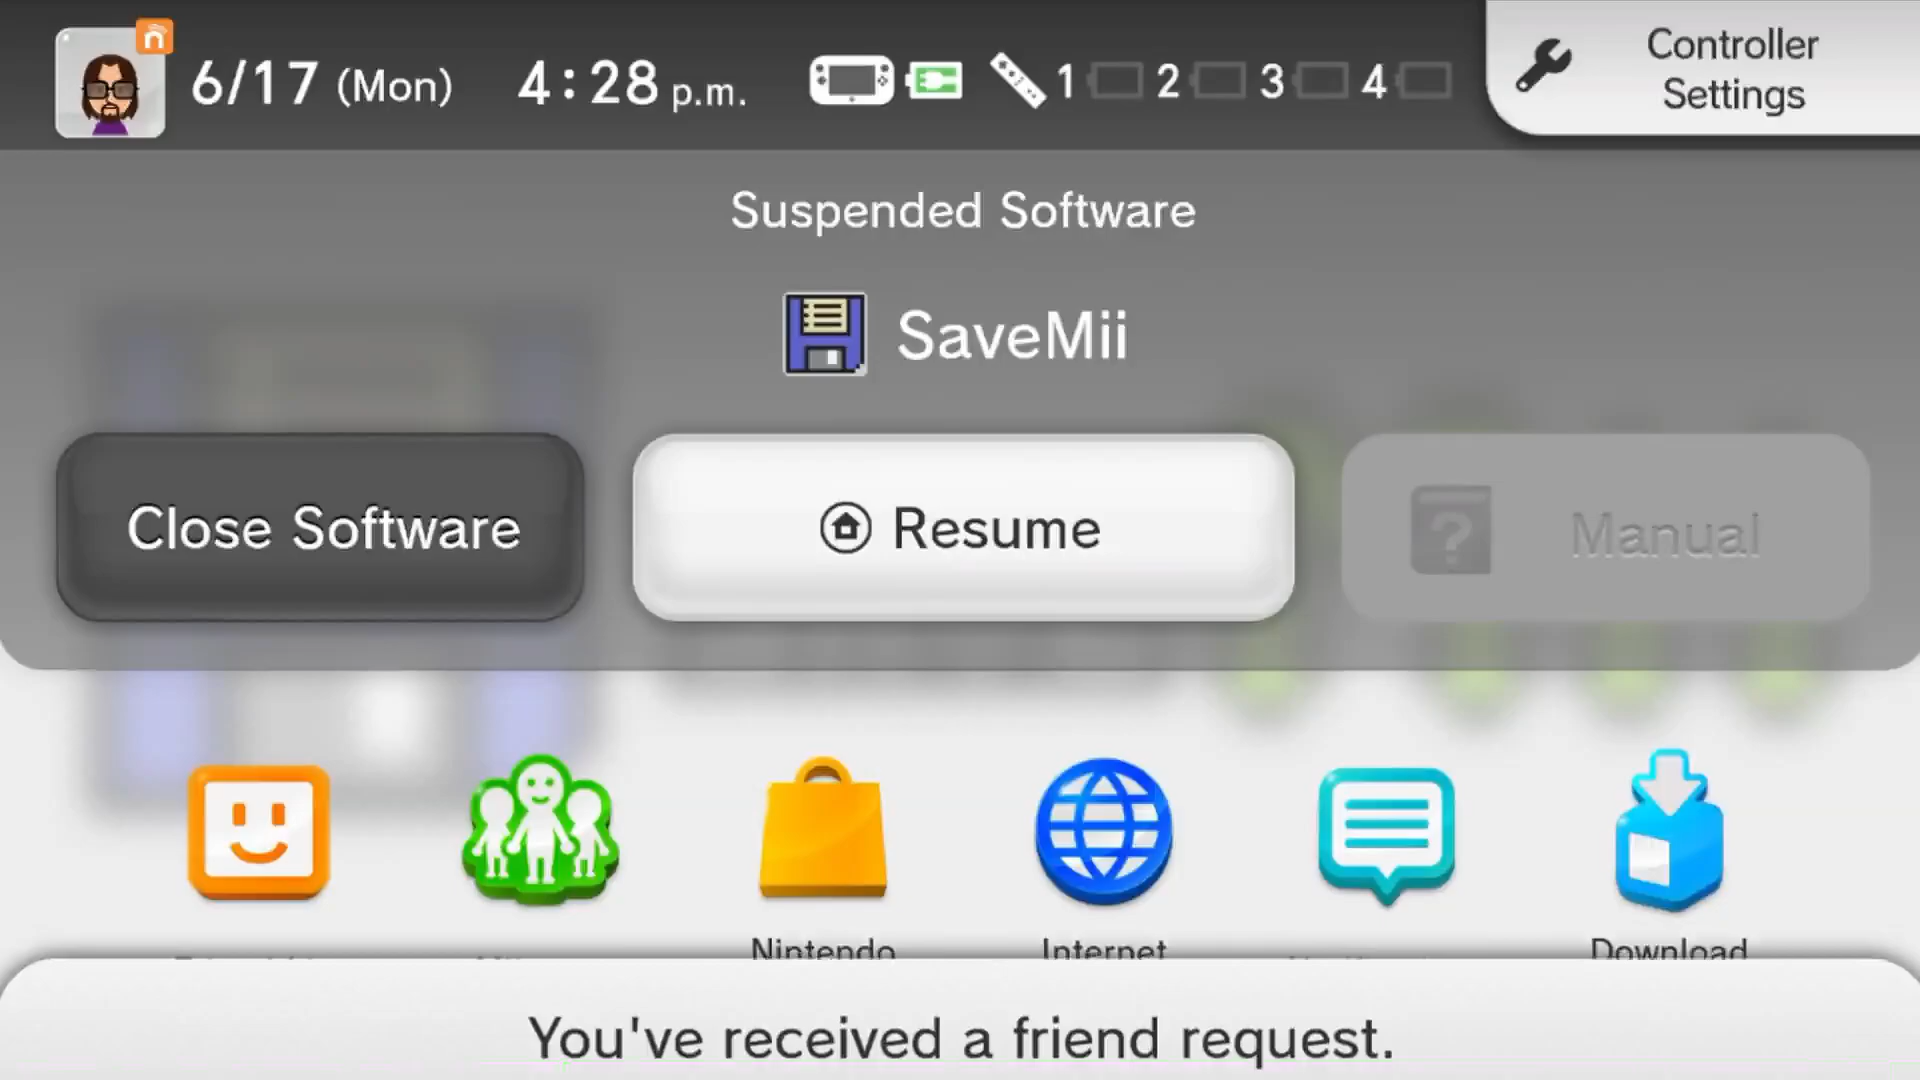 6/17 (Mon) 4:28 p.m. 1 2 3 4
Controller
Settings
Suspended Software
SaveMii
Close Software
Resume
? Manual
Nintendo Internet Download
You've received a friend request.